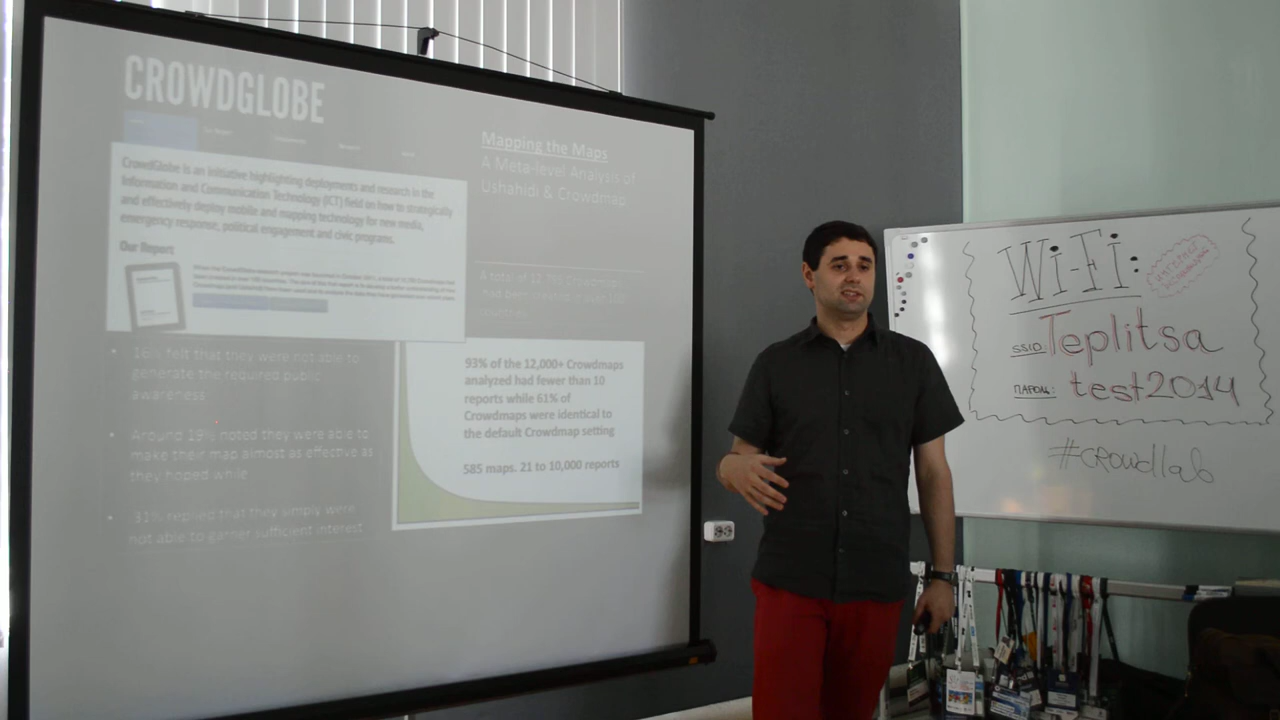 CROWDGLOBE
CrowdGlobe is an initiative highlighting deployments and research in the
Information and Communication Technology (ICT) field on how to strategically
and effectively deploy mobile and mapping technology for new media,
emergency response, political engagement and civic programs.
Our Report
Mapping the Maps
A Meta-level Analysis of
Ushahidi & Crowdmap
A total of 12,
had been
• 16% felt that they were not able to
generate the required public
awareness
• Around 19% noted they were able to
make their map almost as effective as
they hoped while
• 31% replied that they simply were
not able to garner sufficient interest
93% of the 12,000+ Crowdmaps
analyzed had fewer than 10
reports while 61% of
Crowdmaps were identical to
the default Crowdmap setting
585 maps. 21 to 10,000 reports
Wi-Fi:
SSID: Teplitsa
ПАРОЛЬ: test2014
#crowdlab